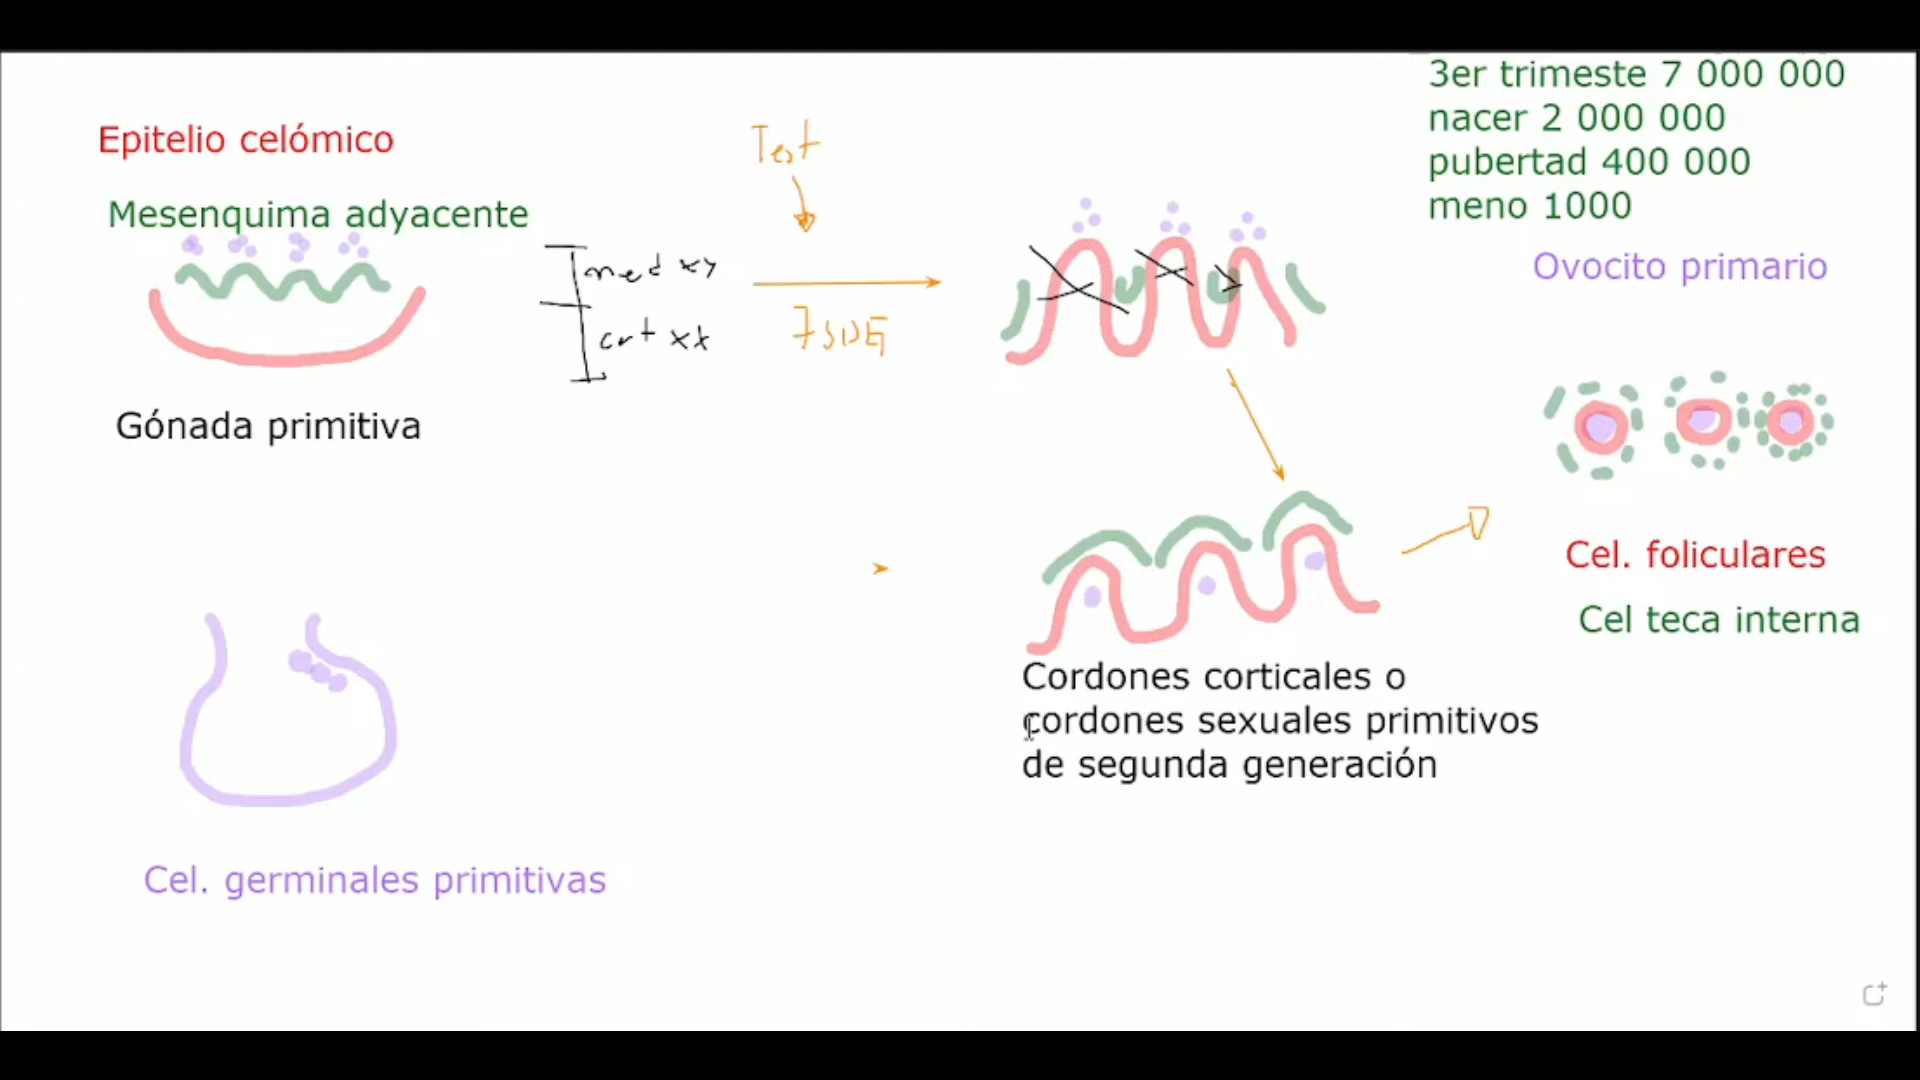 Epitelio celómico
Mesenquima adyacente
med xy
crt xx
Gónada primitiva
Cel. germinales primitivas
Test
7SDG
Cordones corticales o
cordones sexuales primitivos
de segunda generación
3er trimeste 7 000 000
nacer 2 000 000
pubertad 400 000
meno 1000
Ovocito primario
Cel. foliculares
Cel teca interna